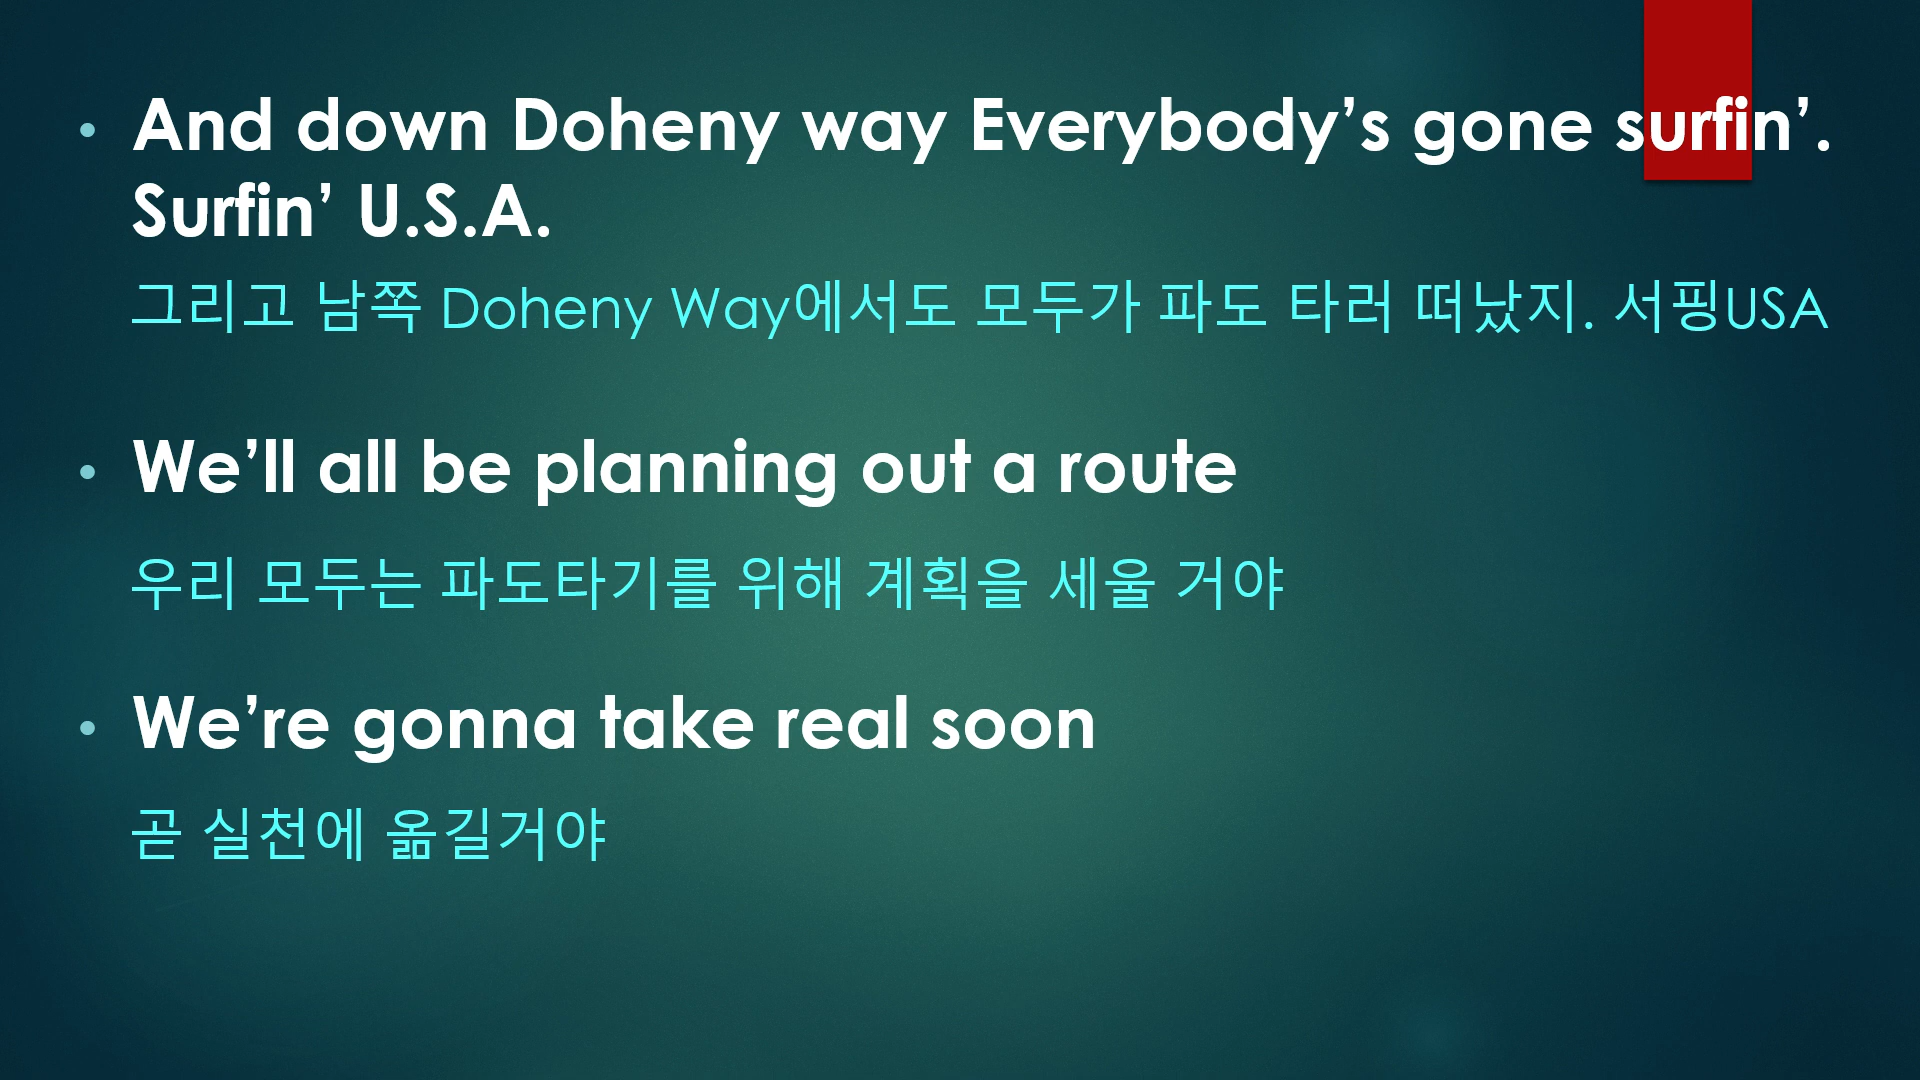 • And down Doheny way Everybody’s gone surfin’.
Surfin’ U.S.A.
그리고 남쪽 Doheny Way에서도 모두가 파도 타러 떠났지. 서핑USA
• We’ll all be planning out a route
우리 모두는 파도타기를 위해 계획을 세울 거야
• We’re gonna take real soon
곧 실천에 옮길거야